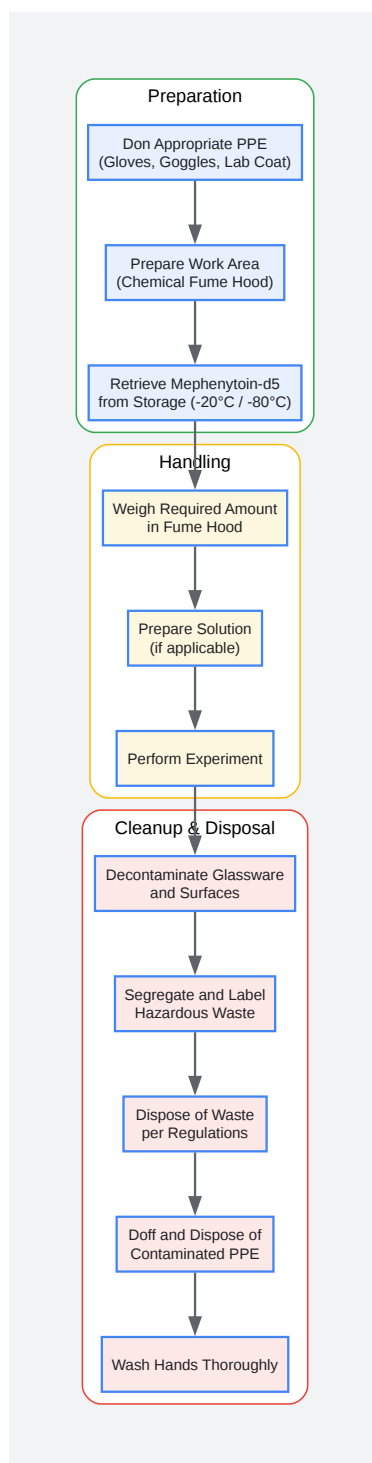 Preparation
Don Appropriate PPE
(Gloves, Goggles, Lab Coat)
Prepare Work Area
(Chemical Fume Hood)
Retrieve Mephenytoin-d5
from Storage (-20°C / -80°C)
Handling
Weigh Required Amount
in Fume Hood
Prepare Solution
(if applicable)
Perform Experiment
Cleanup & Disposal
Decontaminate Glassware
and Surfaces
Segregate and Label
Hazardous Waste
Dispose of Waste
per Regulations
Doff and Dispose of
Contaminated PPE
Wash Hands Thoroughly